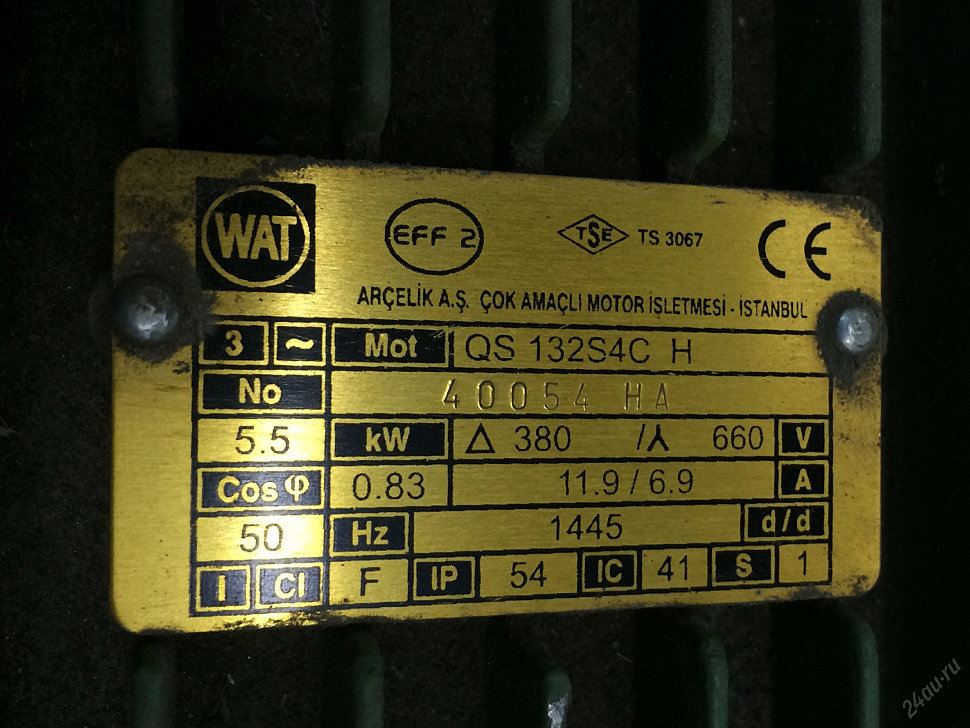 WAT
EFF 2
TSE TS 3067
CE
ARÇELİK A.Ş. ÇOK AMAÇLI MOTOR İŞLETMESİ - İSTANBUL
3 ~ Mot QS 132S4C H
No 40054 HA
5.5 kW Δ 380 /⅄ 660 V
Cos φ 0.83 11.9 / 6.9 A
50 Hz 1445 d/d
I Cl F IP 54 IC 41 S 1
24au.ru